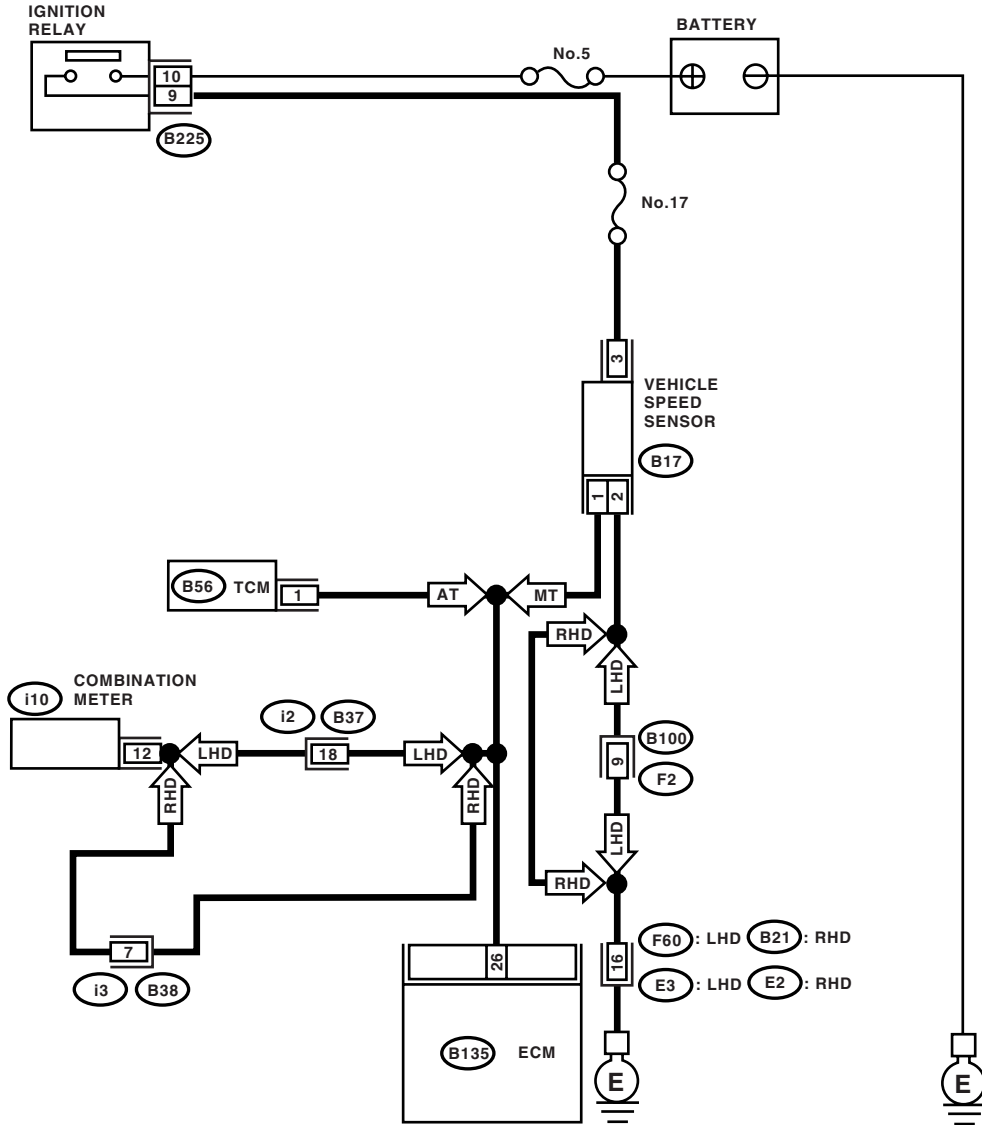 IGNITION
RELAY
BATTERY
No.5
10
9
B225
No.17
3
VEHICLE
SPEED
SENSOR
B17
1
2
B56
TCM
1
AT
MT
RHD
LHD
i10
COMBINATION
METER
i2
B37
B100
12
LHD
18
LHD
9
F2
RHD
RHD
LHD
RHD
7
i3
B38
26
F60 : LHD
B21 : RHD
16
E3 : LHD
E2 : RHD
B135
ECM
E
E